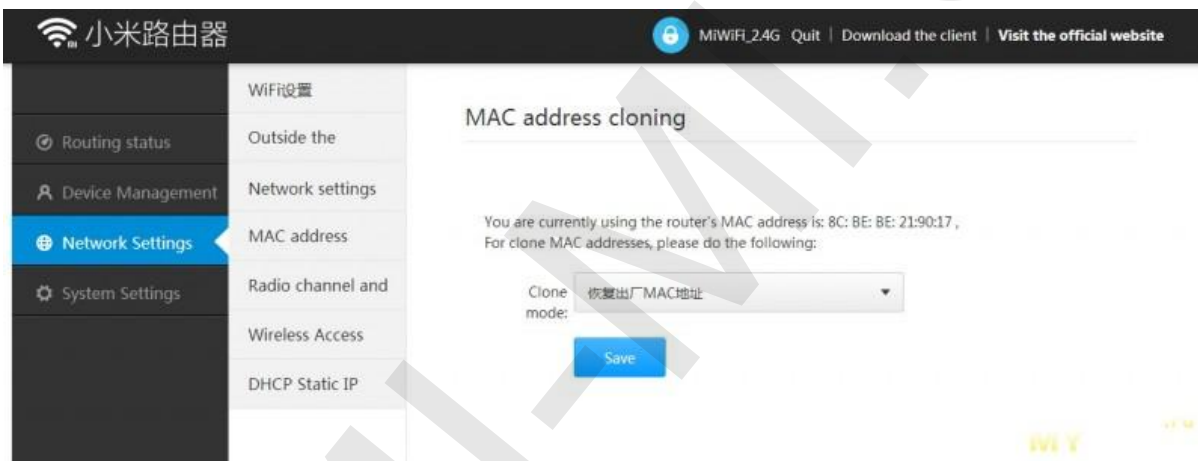 小米路由器
MiWiFi_2.4G Quit | Download the client | Visit the official website
WiFi设置
Outside the
Network settings
MAC address
Radio channel and
Wireless Access
DHCP Static IP
Routing status
Device Management
Network Settings
System Settings
MAC address cloning
You are currently using the router's MAC address is: 8C: BE: BE: 21:90:17 ,
For clone MAC addresses, please do the following:
Clone mode:
恢复出厂MAC地址
Save
MY